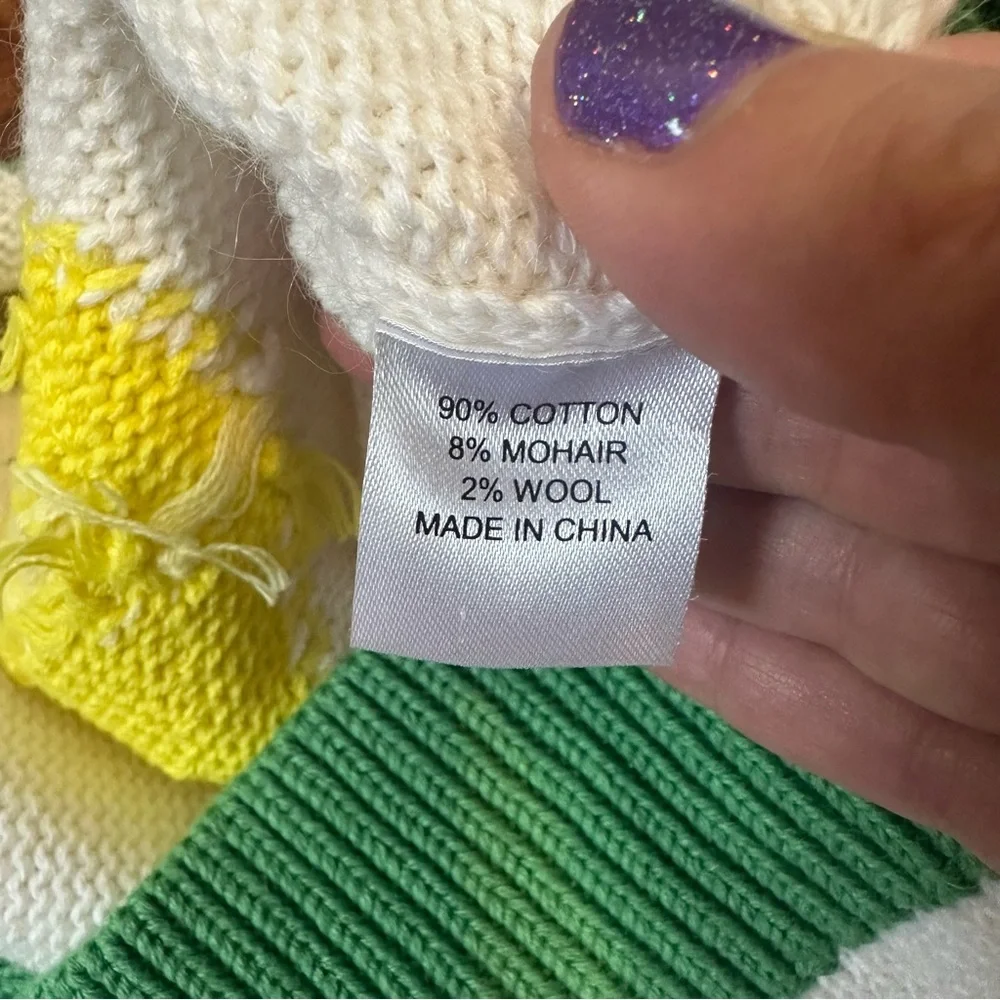 90% COTTON
8% MOHAIR
2% WOOL
MADE IN CHINA